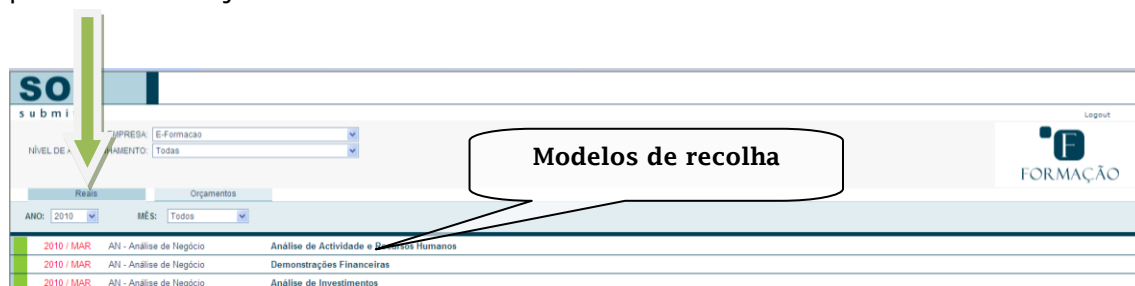 SO
submi
Logout
EMPRESA: E-Formacao
NÍVEL DE Todas
F
FORMAÇÃO
Modelos de recolha
Reais Orçamentos
ANO: 2010 MÊS: Todos
2010 / MAR AN - Análise de Negócio Análise de Actividade e Recursos Humanos
2010 / MAR AN - Análise de Negócio Demonstrações Financeiras
2010 / MAR AN - Análise de Negócio Análise de Investimentos